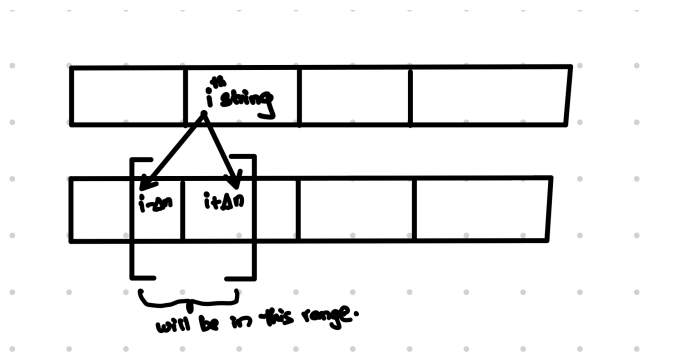 ith string
i-Δn i+Δn
will be in this range.